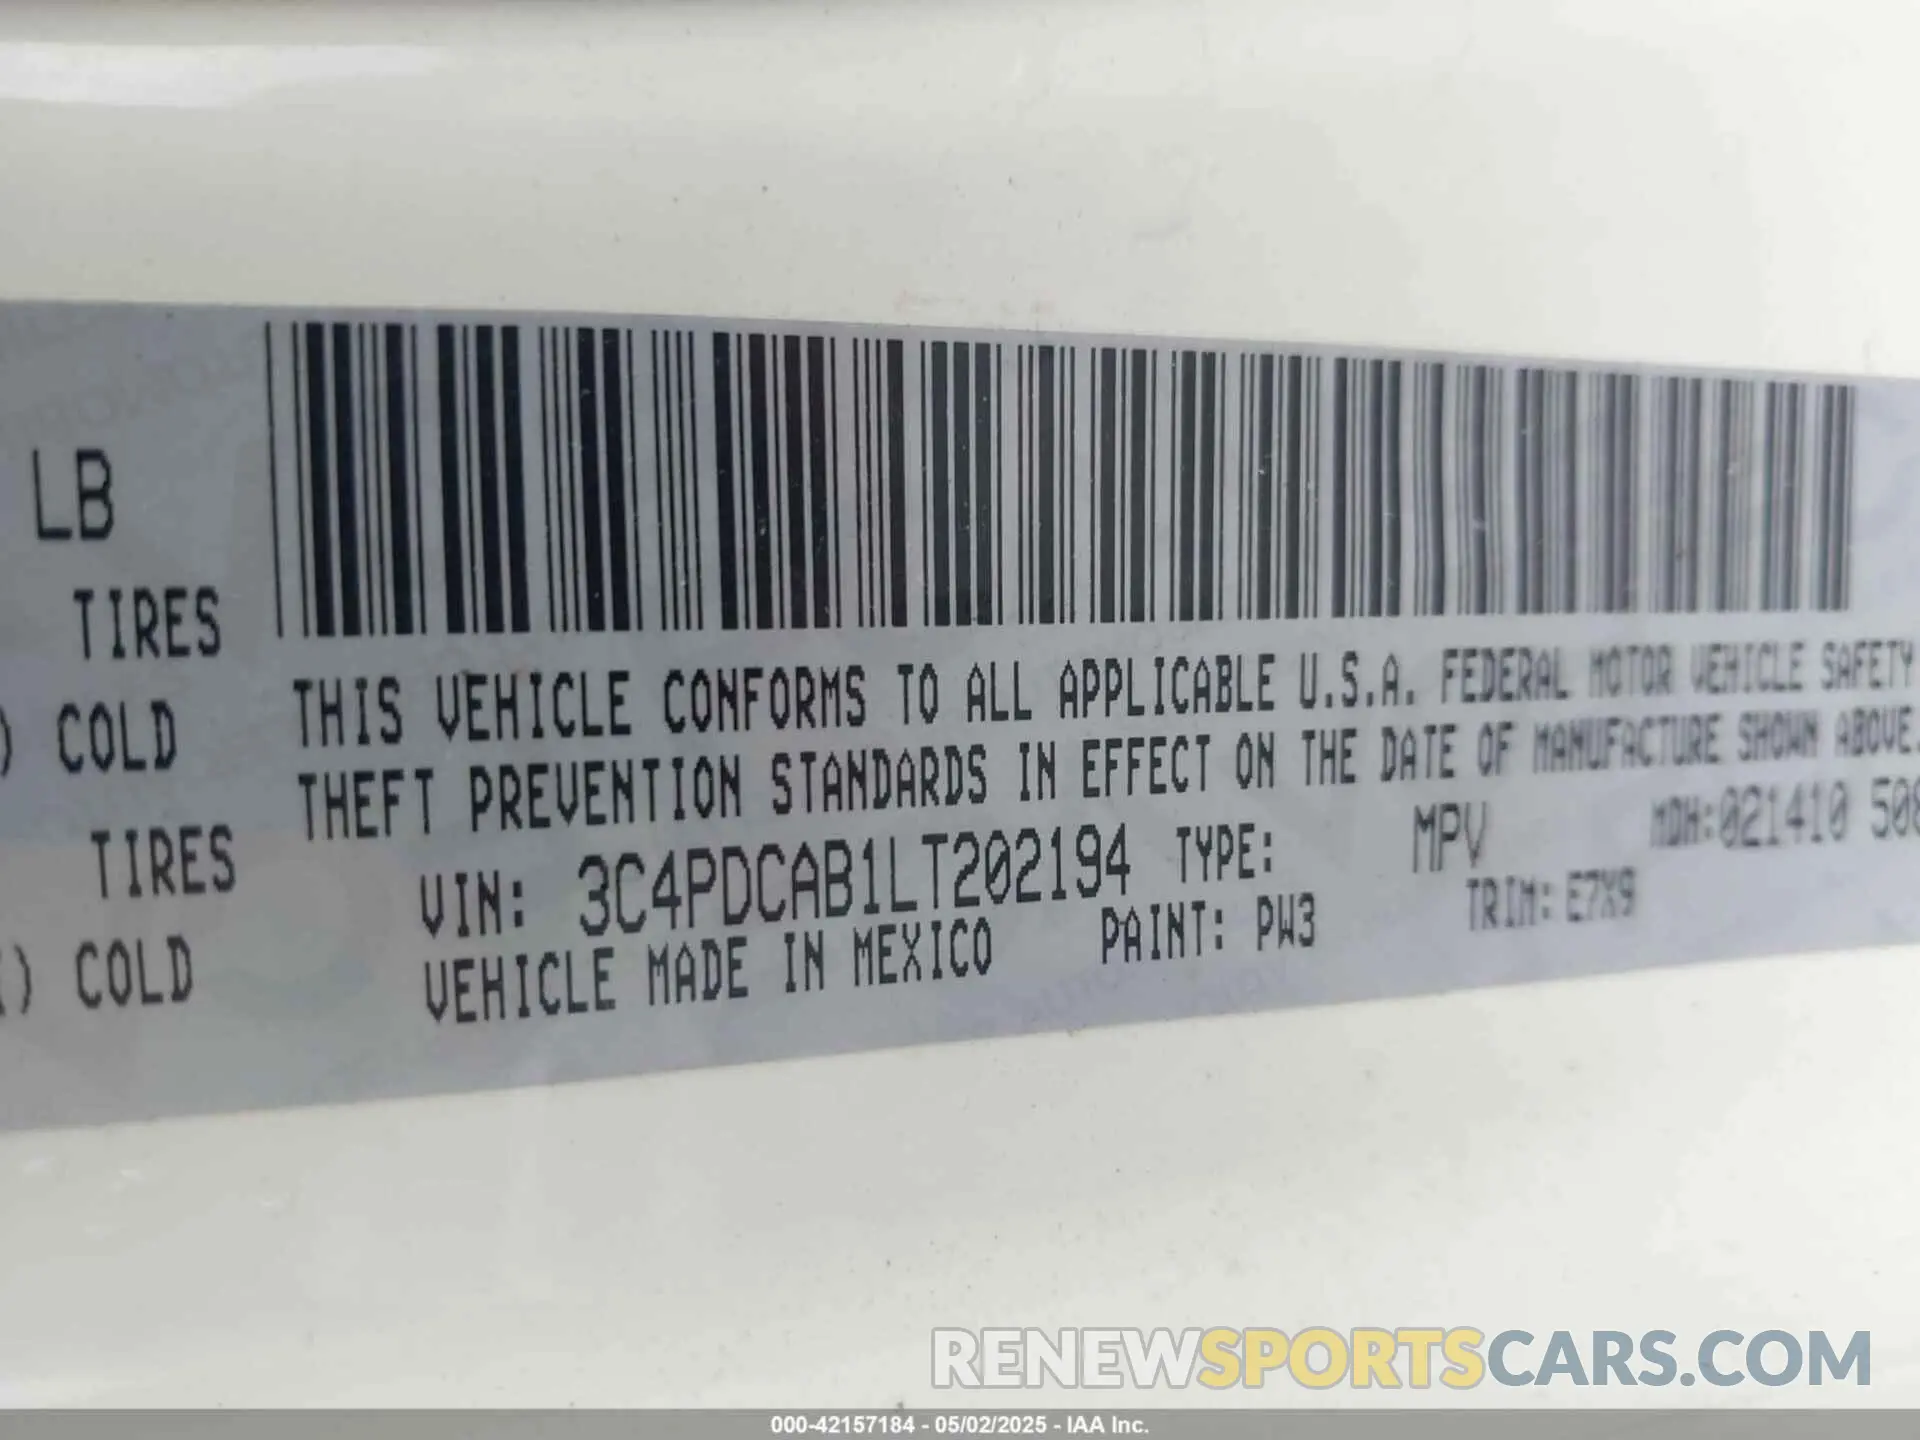 LB
TIRES
) COLD
TIRES
) COLD
THIS VEHICLE CONFORMS TO ALL APPLICABLE U.S.A. FEDERAL MOTOR VEHICLE SAFETY
THEFT PREVENTION STANDARDS IN EFFECT ON THE DATE OF MANUFACTURE SHOWN ABOVE.
VIN: 3C4PDCAB1LT202194 TYPE: MPV MDH:021410 508
VEHICLE MADE IN MEXICO PAINT: PW3 TRIM: E7X9
RENEWSPORTSCARS.COM
000-42157184 - 05/02/2025 - IAA Inc.